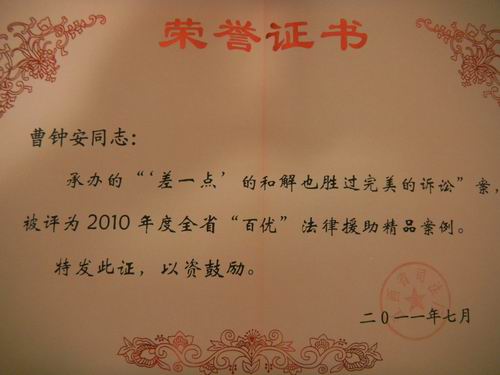 荣誉证书
曹钟安同志：
承办的“‘差一点’的和解也胜过完美的诉讼”案，
被评为2010年度全省“百优”法律援助精品案例。
特发此证，以资鼓励。
二〇一一年七月